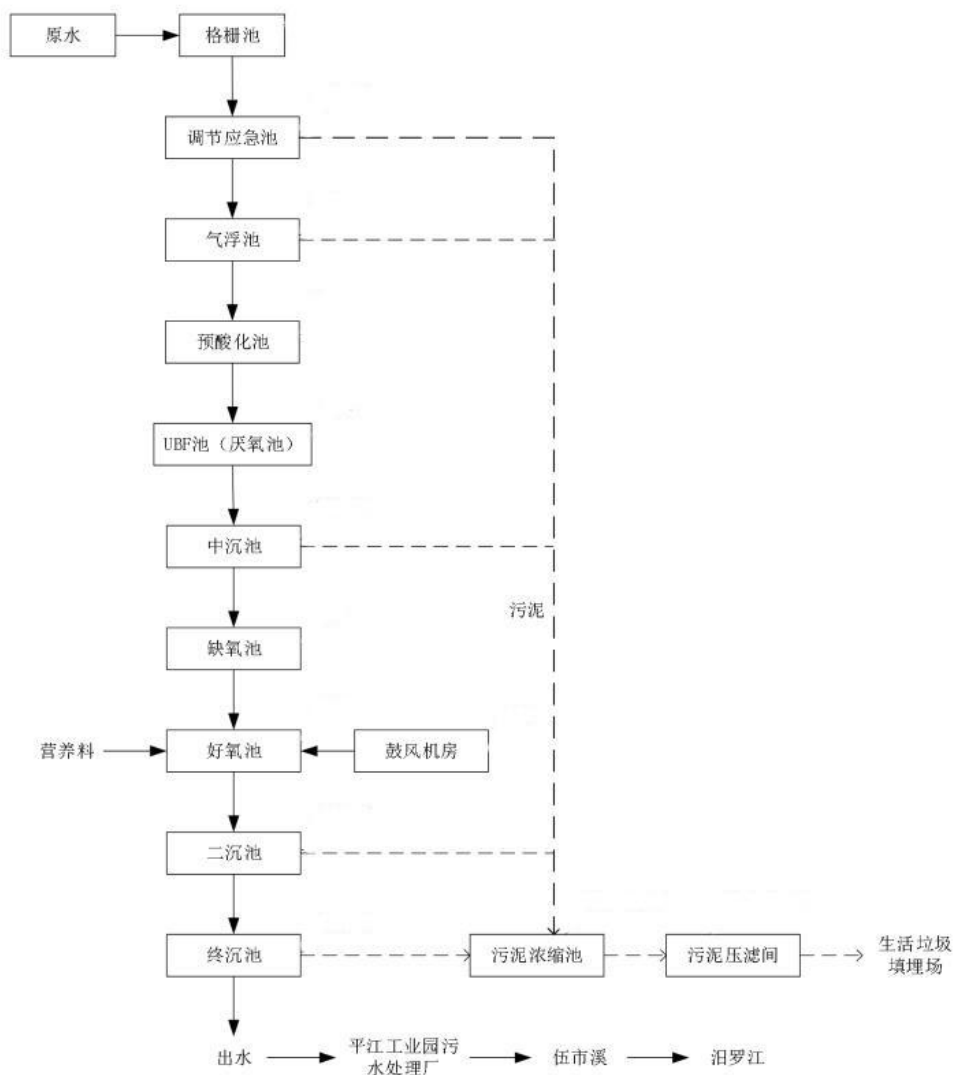 原水
格栅池
调节应急池
气浮池
预酸化池
UBF池（厌氧池）
中沉池
污泥
缺氧池
营养料
好氧池
鼓风机房
二沉池
终沉池
污泥浓缩池
污泥压滤间
生活垃圾
填埋场
出水
平江工业园污
水处理厂
伍市溪
汨罗江